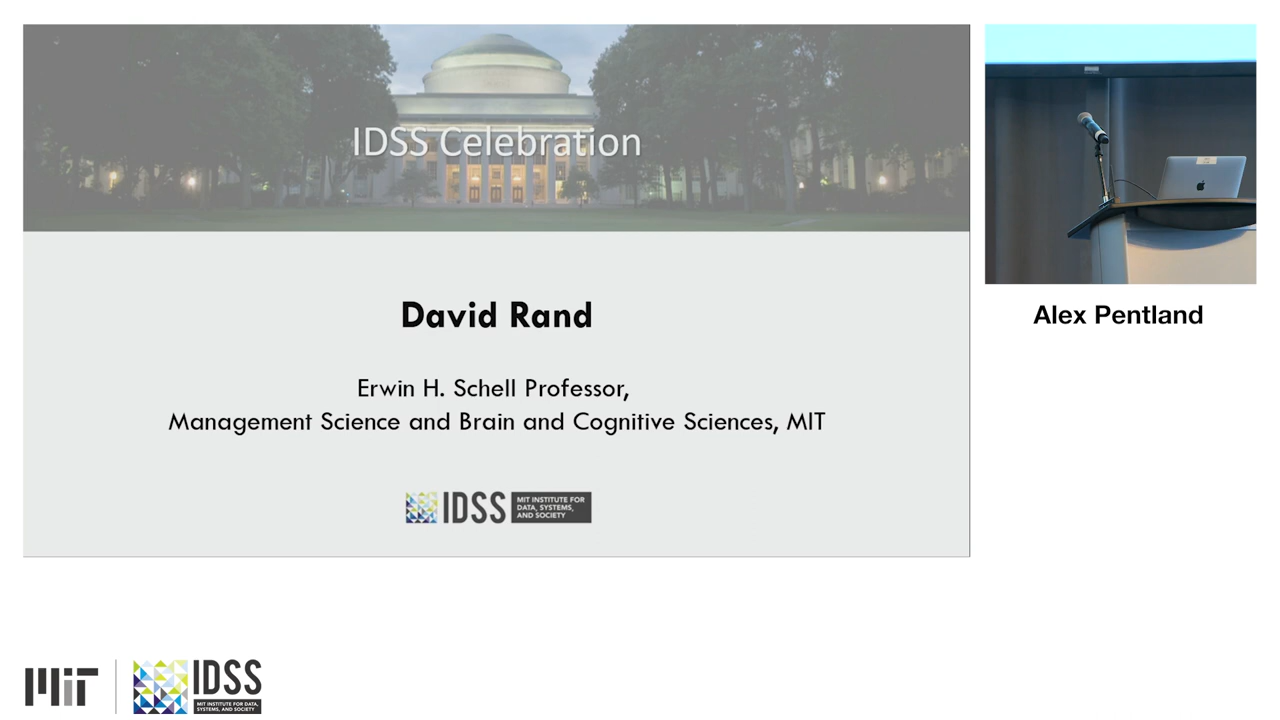 IDSS Celebration
David Rand
Erwin H. Schell Professor,
Management Science and Brain and Cognitive Sciences, MIT
IDSS
MIT INSTITUTE FOR
DATA, SYSTEMS,
AND SOCIETY
Alex Pentland
MIT
IDSS
MIT INSTITUTE FOR DATA,
SYSTEMS, AND SOCIETY